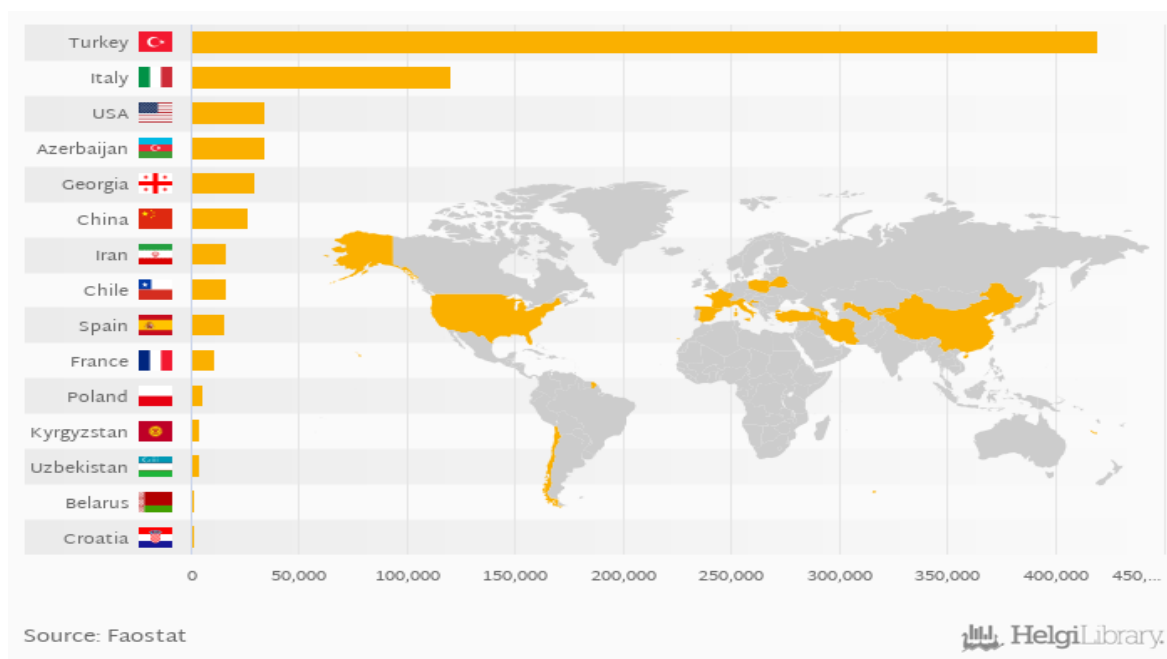 Turkey
Italy
USA
Azerbaijan
Georgia
China
Iran
Chile
Spain
France
Poland
Kyrgyzstan
Uzbekistan
Belarus
Croatia
0 50,000 100,000 150,000 200,000 250,000 300,000 350,000 400,000 450,...
Source: Faostat
HelgiLibrary.